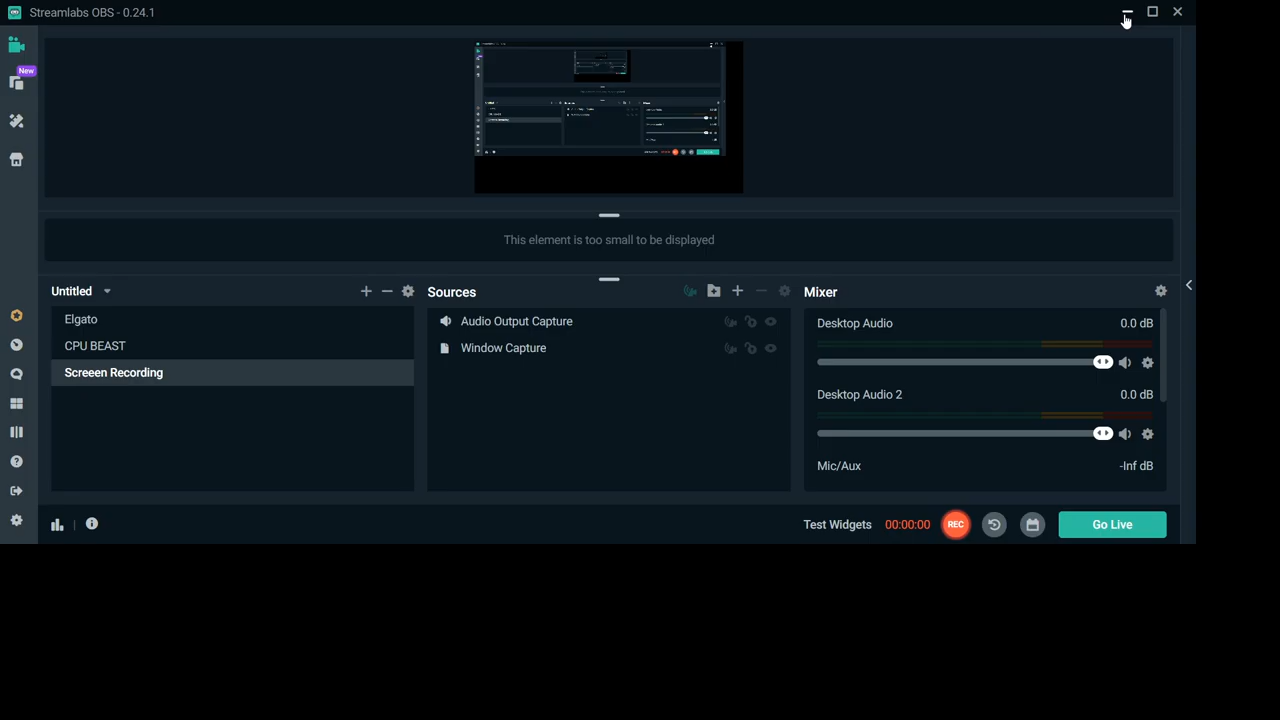 Streamlabs OBS - 0.24.1
New
This element is too small to be displayed
Untitled
Elgato
CPU BEAST
Screeen Recording
Sources
Audio Output Capture
Window Capture
Mixer
Desktop Audio 0.0 dB
Desktop Audio 2 0.0 dB
Mic/Aux -Inf dB
Test Widgets 00:00:00 REC Go Live